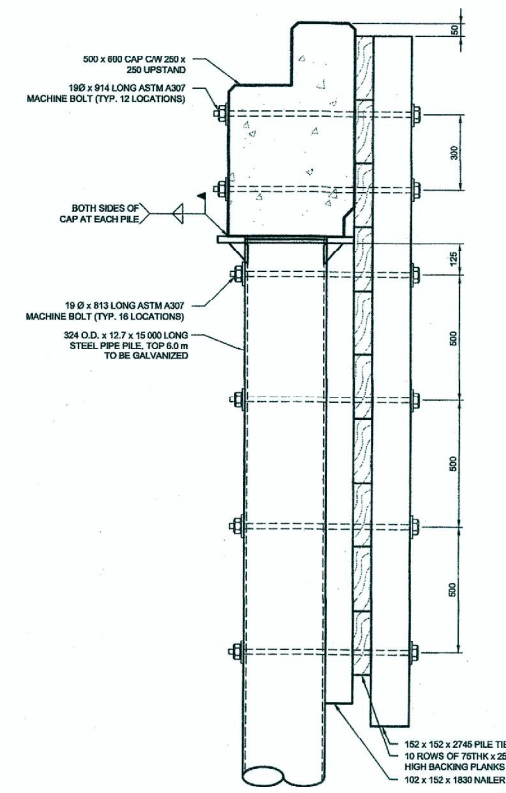 50
500 x 600 CAP C/W 250 x
250 UPSTAND
19Ø x 914 LONG ASTM A307
MACHINE BOLT (TYP. 12 LOCATIONS)
300
BOTH SIDES OF
CAP AT EACH PILE
125
19 Ø x 813 LONG ASTM A307
MACHINE BOLT (TYP. 16 LOCATIONS)
324 O.D. x 12.7 x 15 000 LONG
STEEL PIPE PILE, TOP 6.0 m
TO BE GALVANIZED
500
500
500
152 x 152 x 2745 PILE TIE
10 ROWS OF 75THK x 25
HIGH BACKING PLANKS
102 x 152 x 1830 NAILER